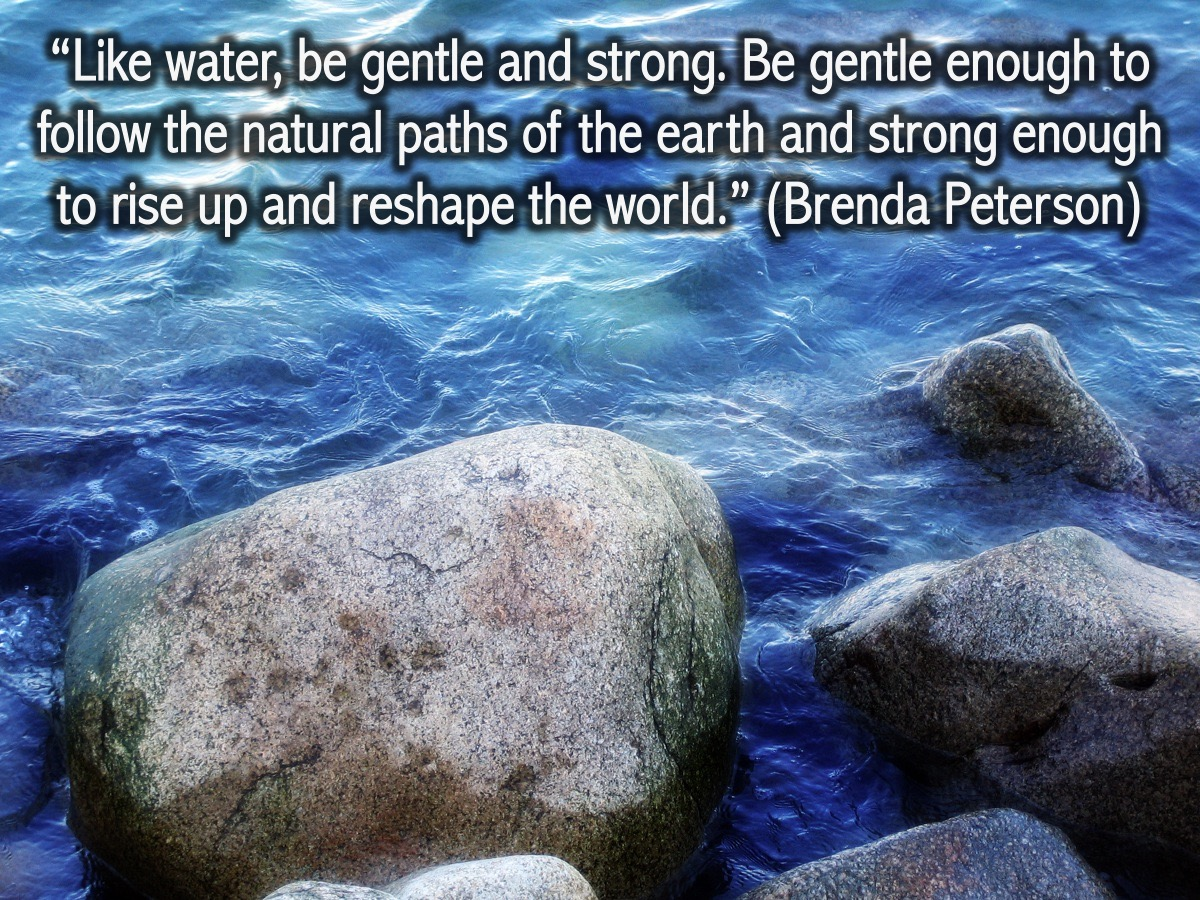 “Like water, be gentle and strong. Be gentle enough to
follow the natural paths of the earth and strong enough
to rise up and reshape the world.” (Brenda Peterson)